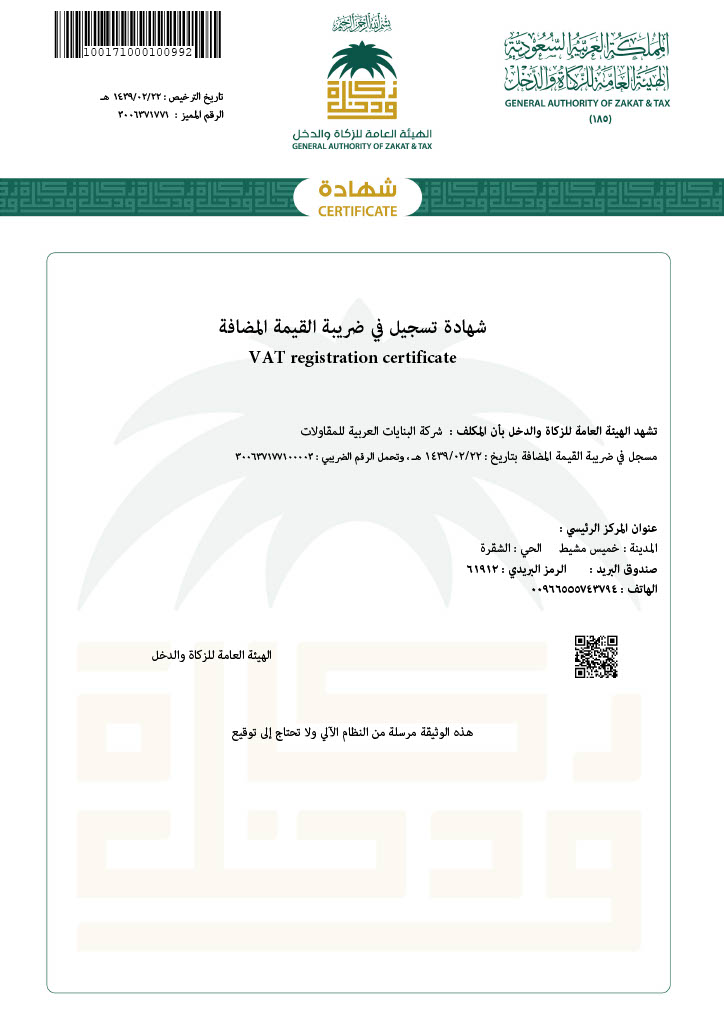 100171000100992
تاريخ الترخيص : ١٤٣٩/٠٢/٢٢ هـ
الرقم المميز : ٣٠٠٦٣٧١٧٧١
بسم الله الرحمن الرحيم
زكاة ودخل
الهيئة العامة للزكاة والدخل
GENERAL AUTHORITY OF ZAKAT & TAX
المملكة العربية السعودية
الهيئة العامة للزكاة والدخل
GENERAL AUTHORITY OF ZAKAT & TAX
(١٨٥)
شهادة
CERTIFICATE
شهادة تسجيل في ضريبة القيمة المضافة
VAT registration certificate
تشهد الهيئة العامة للزكاة والدخل بأن المكلف : شركة البنايات العربية للمقاولات
مسجل في ضريبة القيمة المضافة بتاريخ : ١٤٣٩/٠٢/٢٢ هـ ، وتحمل الرقم الضريبي : ٣٠٠٦٣٧١٧٧١٠٠٠٠٣
عنوان المركز الرئيسي :
المدينة : خميس مشيط الحي : الشقرة
صندوق البريد : الرمز البريدي : ٦١٩١٢
الهاتف : ٠٠٩٦٦٥٥٥٧٤٣٧٩٤
الهيئة العامة للزكاة والدخل
هذه الوثيقة مرسلة من النظام الآلي ولا تحتاج إلى توقيع